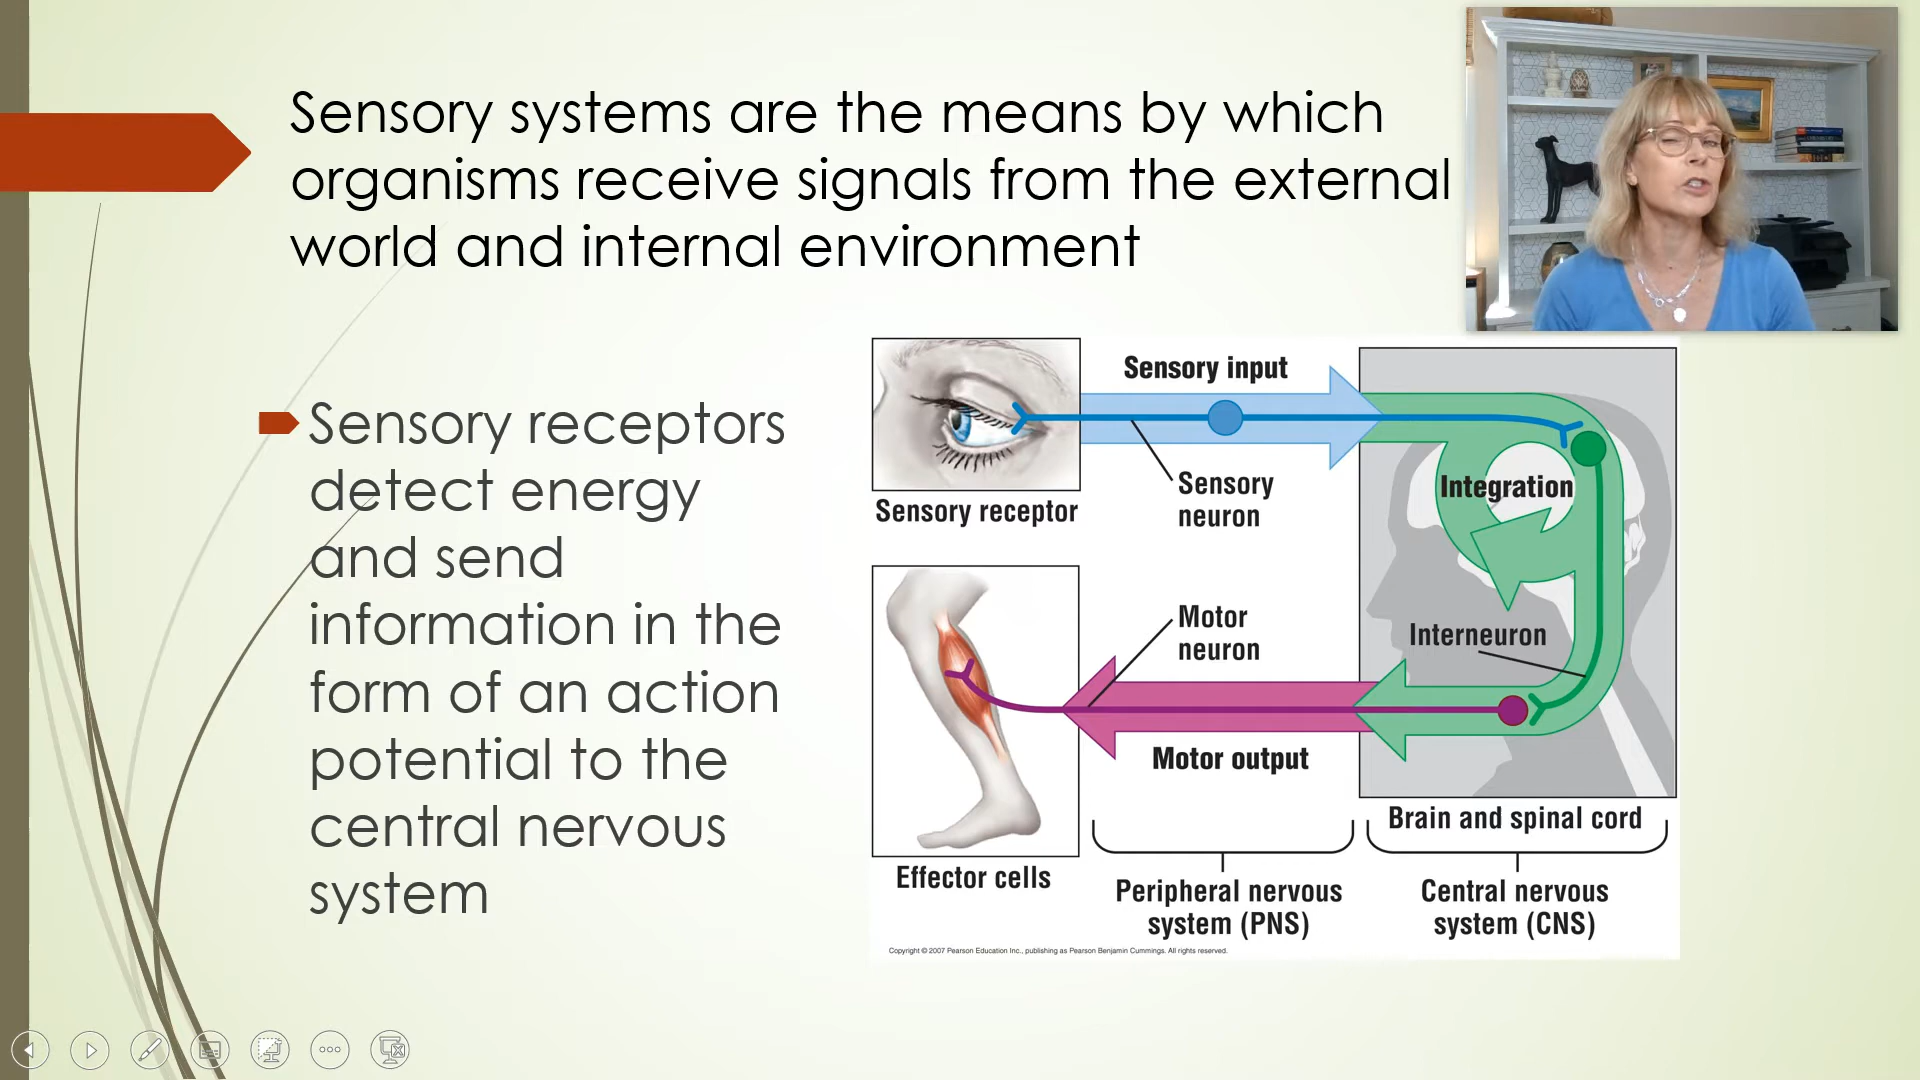 Sensory systems are the means by which
organisms receive signals from the external
world and internal environment
Sensory receptors
detect energy
and send
information in the
form of an action
potential to the
central nervous
system
Sensory input
Sensory receptor
Sensory
neuron
Integration
Interneuron
Motor
neuron
Motor output
Effector cells
Brain and spinal cord
Peripheral nervous
system (PNS)
Central nervous
system (CNS)
Copyright © 2007 Pearson Education Inc., publishing as Pearson Benjamin Cummings. All rights reserved.